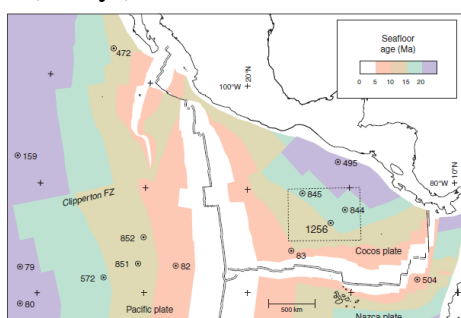 Seafloor
age (Ma)
0 5 10 15 20
472
100°W
20°N
159
495
80°W
10°N
845
844
Clipperton FZ
1256
852
Cocos plate
851
83
79
82
572
504
80
Pacific plate
500 km
Nazca plate